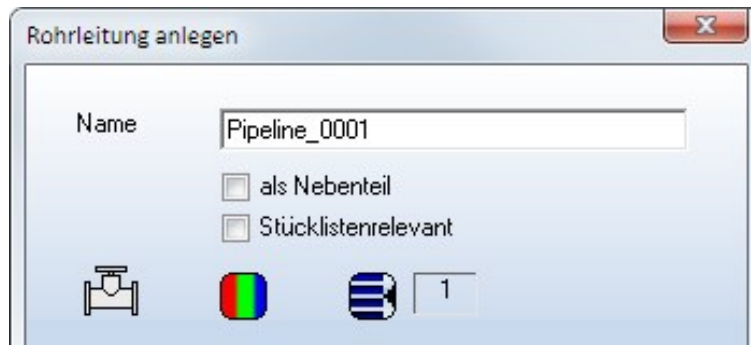 Rohrleitung anlegen
Name
Pipeline_0001
als Nebenteil
Stücklistenrelevant
1